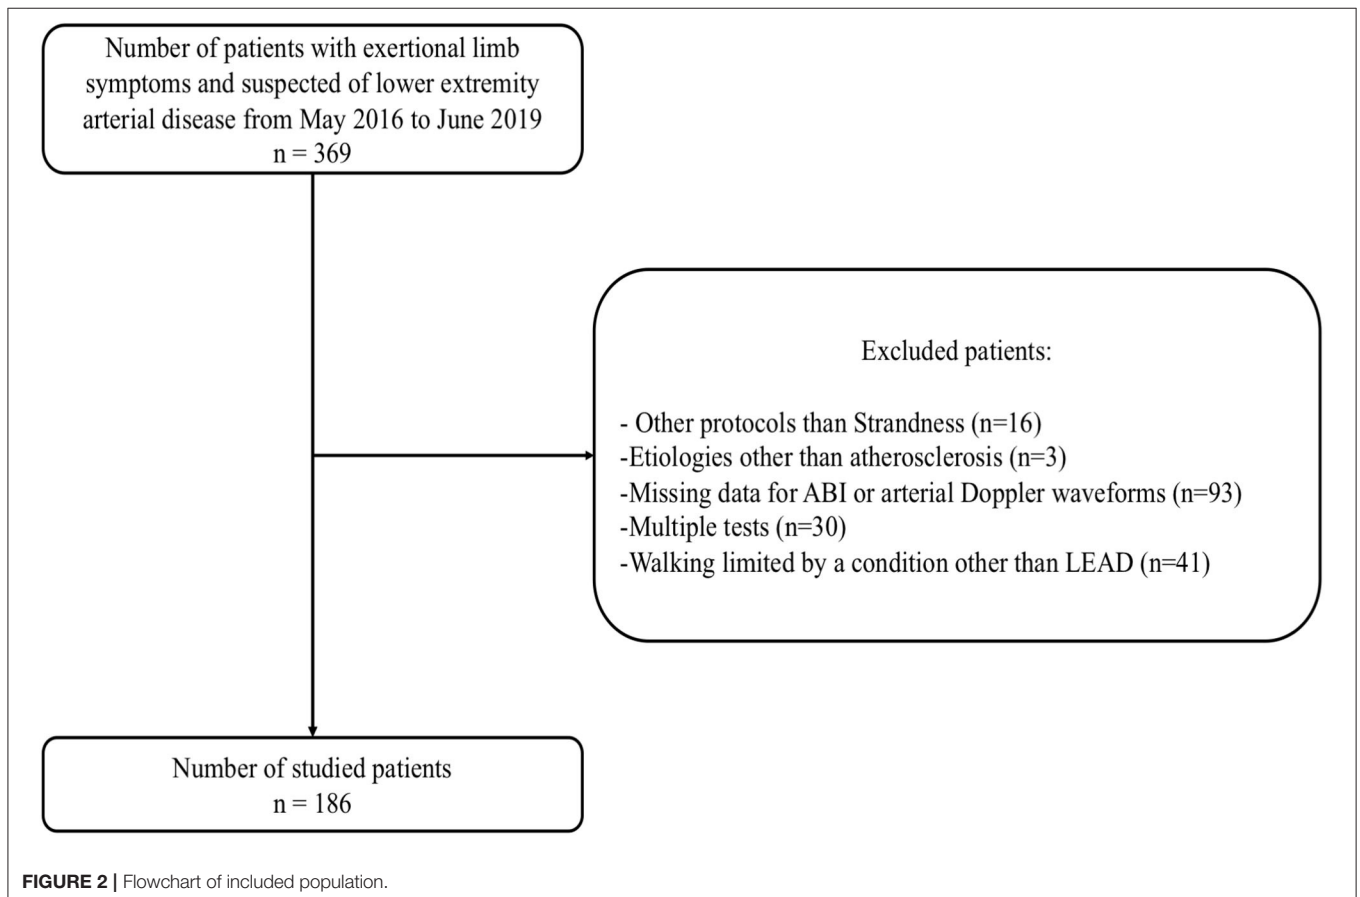 Number of patients with exertional limb
symptoms and suspected of lower extremity
arterial disease from May 2016 to June 2019
n = 369
Excluded patients:
- Other protocols than Strandness (n=16)
-Etiologies other than atherosclerosis (n=3)
-Missing data for ABI or arterial Doppler waveforms (n=93)
-Multiple tests (n=30)
-Walking limited by a condition other than LEAD (n=41)
Number of studied patients
n = 186
FIGURE 2 | Flowchart of included population.